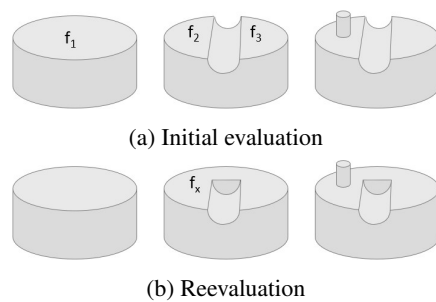 f1
f2
f3
(a) Initial evaluation
fx
(b) Reevaluation